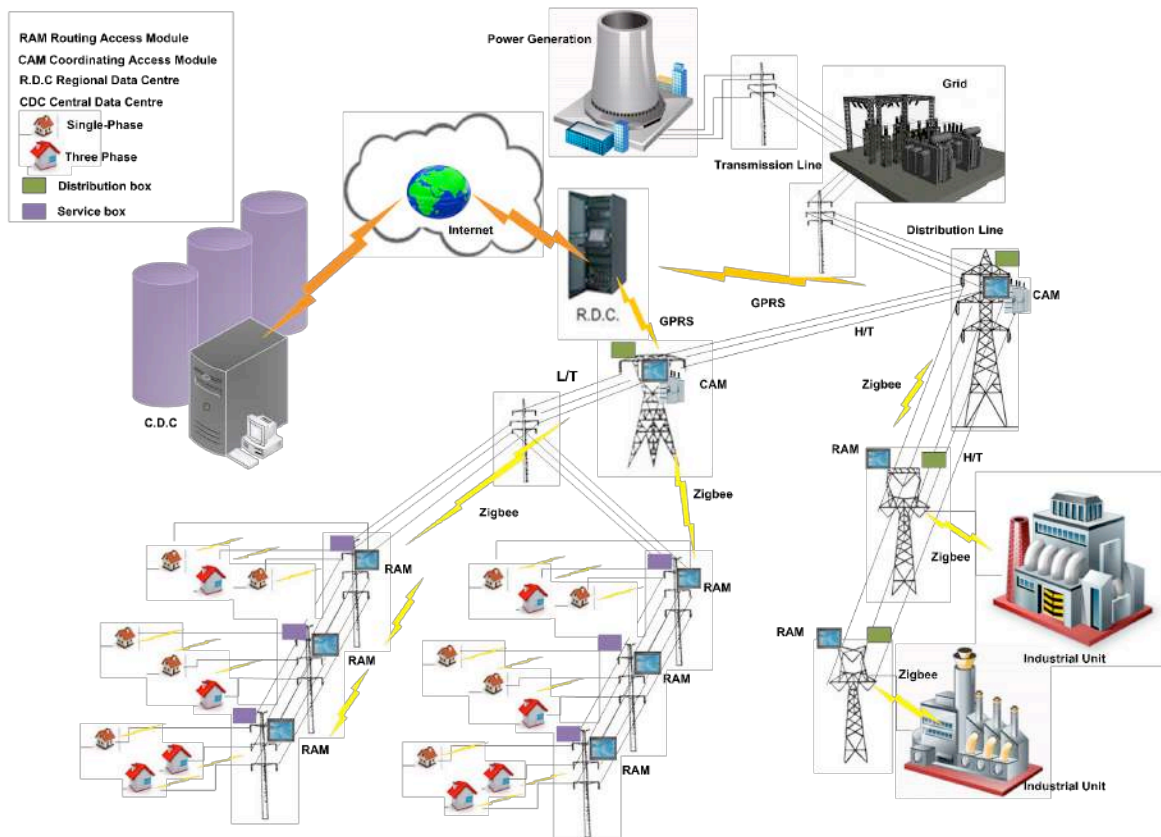 RAM Routing Access Module
CAM Coordinating Access Module
R.D.C Regional Data Centre
CDC Central Data Centre
Single-Phase
Three Phase
Distribution box
Service box
Power Generation
Grid
Transmission Line
Internet
Distribution Line
R.D.C.
GPRS
GPRS
CAM
H/T
L/T
CAM
Zigbee
C.D.C
RAM
H/T
Zigbee
Zigbee
Zigbee
RAM
RAM
RAM
Industrial Unit
RAM
RAM
Zigbee
RAM
RAM
Industrial Unit